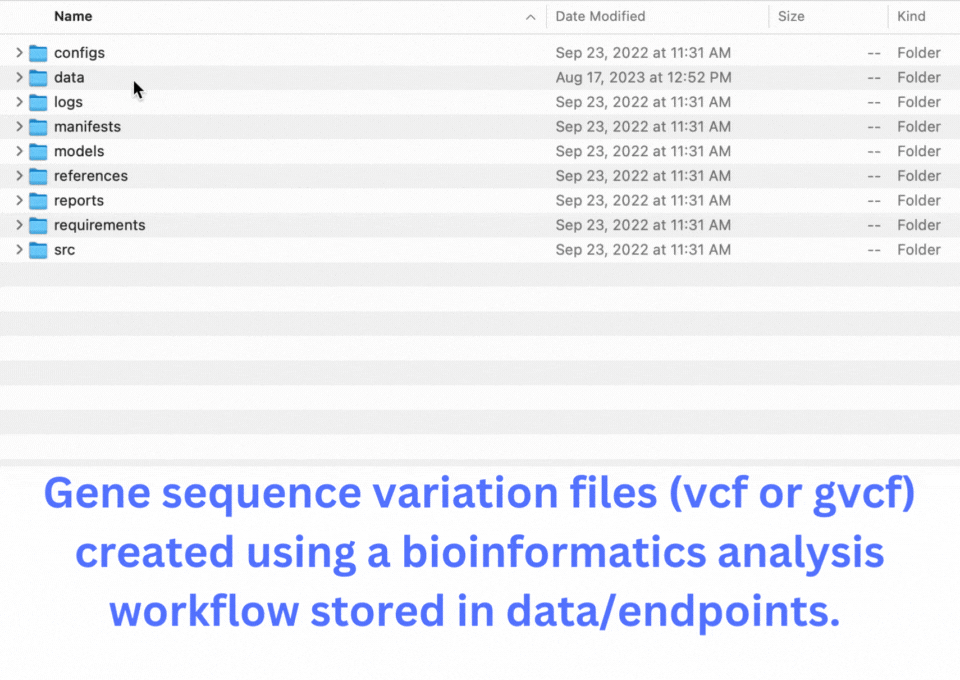 Name Date Modified Size Kind
configs Sep 23, 2022 at 11:31 AM -- Folder
data Aug 17, 2023 at 12:52 PM -- Folder
logs Sep 23, 2022 at 11:31 AM -- Folder
manifests Sep 23, 2022 at 11:31 AM -- Folder
models Sep 23, 2022 at 11:31 AM -- Folder
references Sep 23, 2022 at 11:31 AM -- Folder
reports Sep 23, 2022 at 11:31 AM -- Folder
requirements Sep 23, 2022 at 11:31 AM -- Folder
src Sep 23, 2022 at 11:31 AM -- Folder
Gene sequence variation files (vcf or gvcf)
created using a bioinformatics analysis
workflow stored in data/endpoints.